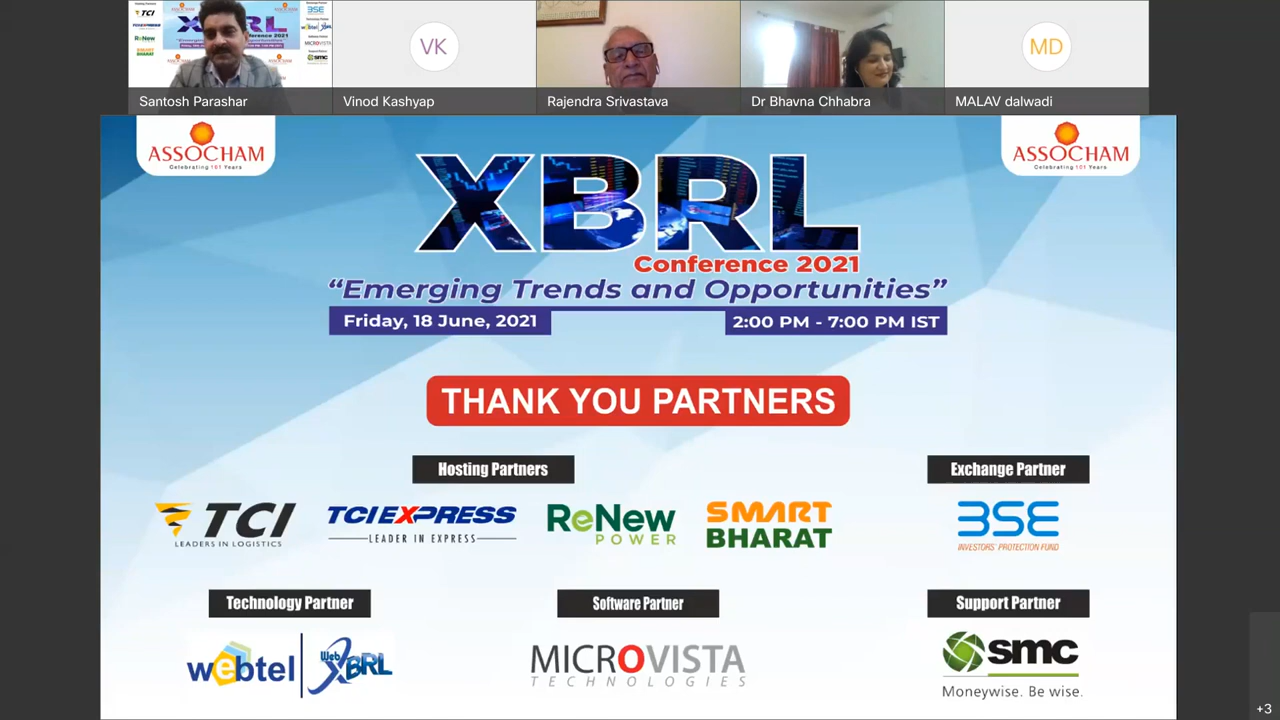 VK
MD
Santosh Parashar
Vinod Kashyap
Rajendra Srivastava
Dr Bhavna Chhabra
MALAV dalwadi
ASSOCHAM
Celebrating 101 Years
ASSOCHAM
Celebrating 101 Years
XBRL
Conference 2021
“Emerging Trends and Opportunities”
Friday, 18 June, 2021
2:00 PM - 7:00 PM IST
THANK YOU PARTNERS
Hosting Partners
Exchange Partner
TCI
LEADERS IN LOGISTICS
TCIEXPRESS
LEADER IN EXPRESS
ReNew
POWER
SMART
BHARAT
BSE
INVESTORS' PROTECTION FUND
Technology Partner
Software Partner
Support Partner
webtel
Web XBRL
MICROVISTA
TECHNOLOGIES
smc
Moneywise. Be wise.
+3